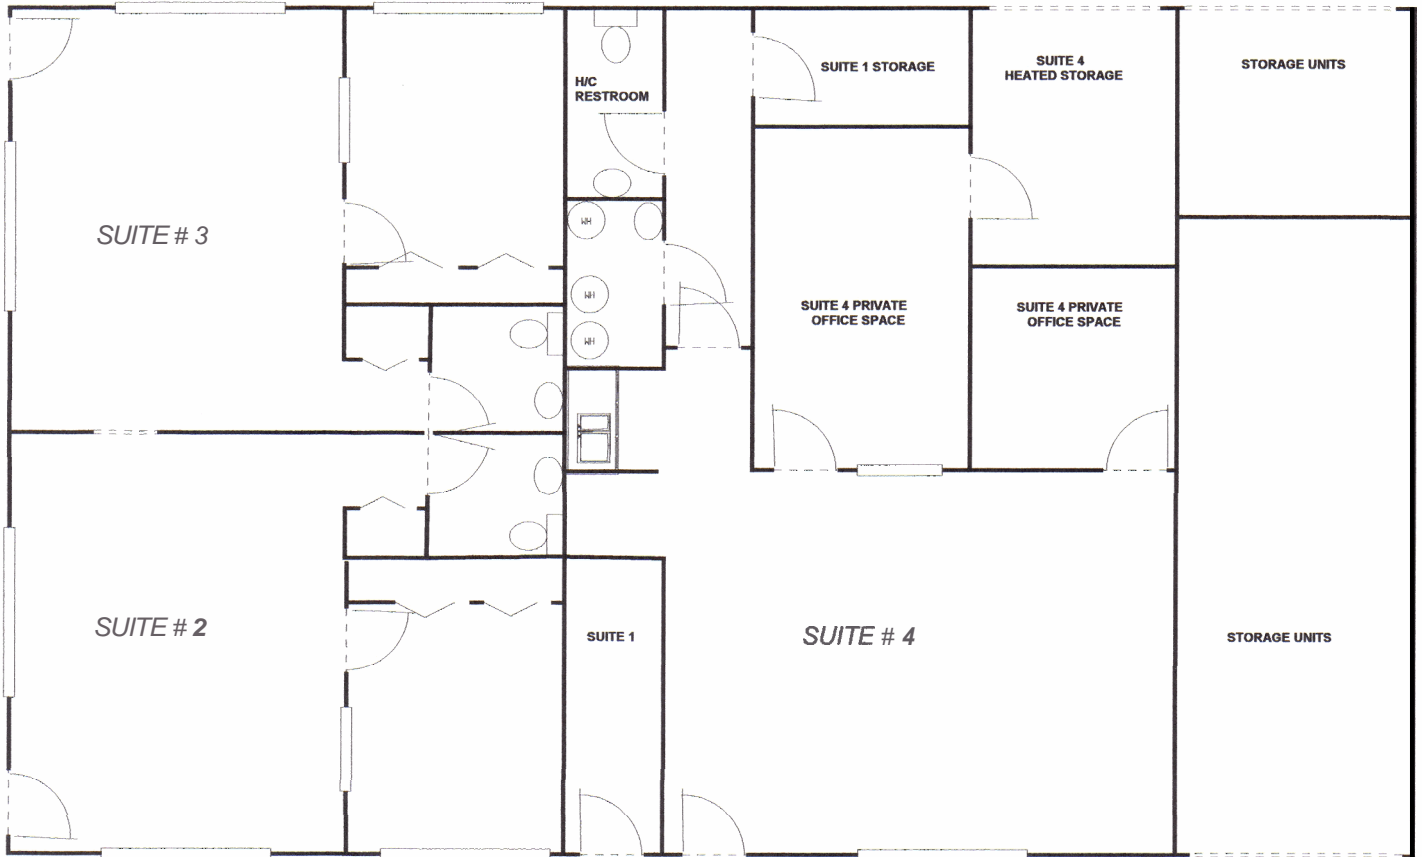 SUITE 1 STORAGE
SUITE 4
HEATED STORAGE
STORAGE UNITS
H/C
RESTROOM
SUITE # 3
WH
WH
WH
SUITE 4 PRIVATE
OFFICE SPACE
SUITE 4 PRIVATE
OFFICE SPACE
SUITE # 2
SUITE 1
SUITE # 4
STORAGE UNITS